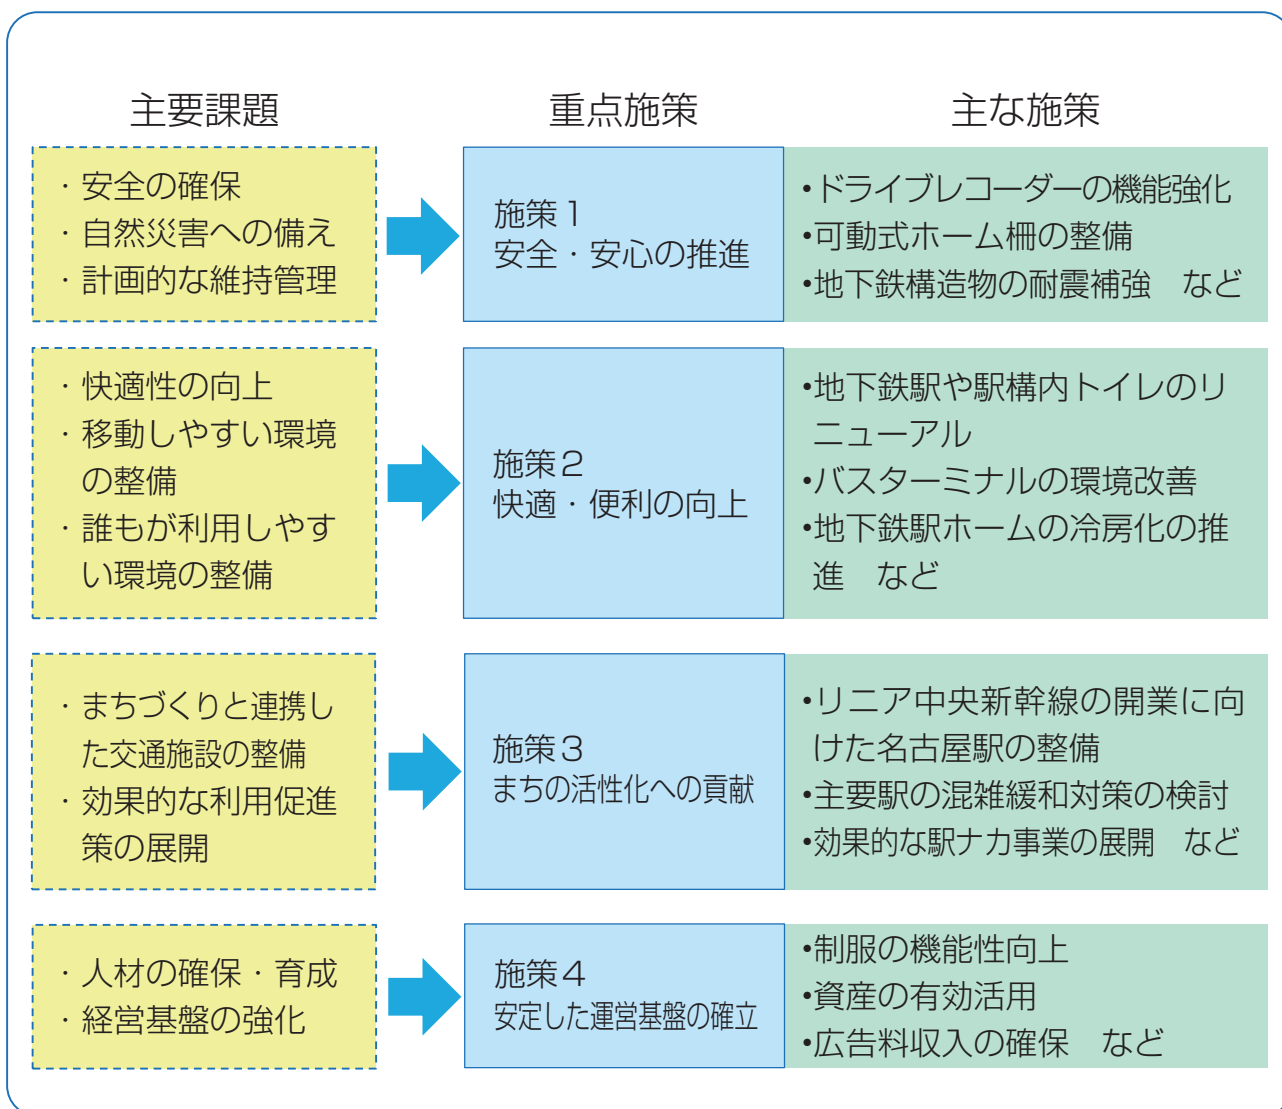 主要課題
重点施策
主な施策
・安全の確保
・自然災害への備え
・計画的な維持管理
施策1
安全・安心の推進
•ドライブレコーダーの機能強化
•可動式ホーム柵の整備
•地下鉄構造物の耐震補強　など
・快適性の向上
・移動しやすい環境
の整備
・誰もが利用しやす
い環境の整備
施策2
快適・便利の向上
•地下鉄駅や駅構内トイレのリ
ニューアル
•バスターミナルの環境改善
•地下鉄駅ホームの冷房化の推
進　など
・まちづくりと連携し
た交通施設の整備
・効果的な利用促進
策の展開
施策3
まちの活性化への貢献
•リニア中央新幹線の開業に向
けた名古屋駅の整備
•主要駅の混雑緩和対策の検討
•効果的な駅ナカ事業の展開　など
・人材の確保・育成
・経営基盤の強化
施策4
安定した運営基盤の確立
•制服の機能性向上
•資産の有効活用
•広告料収入の確保　など